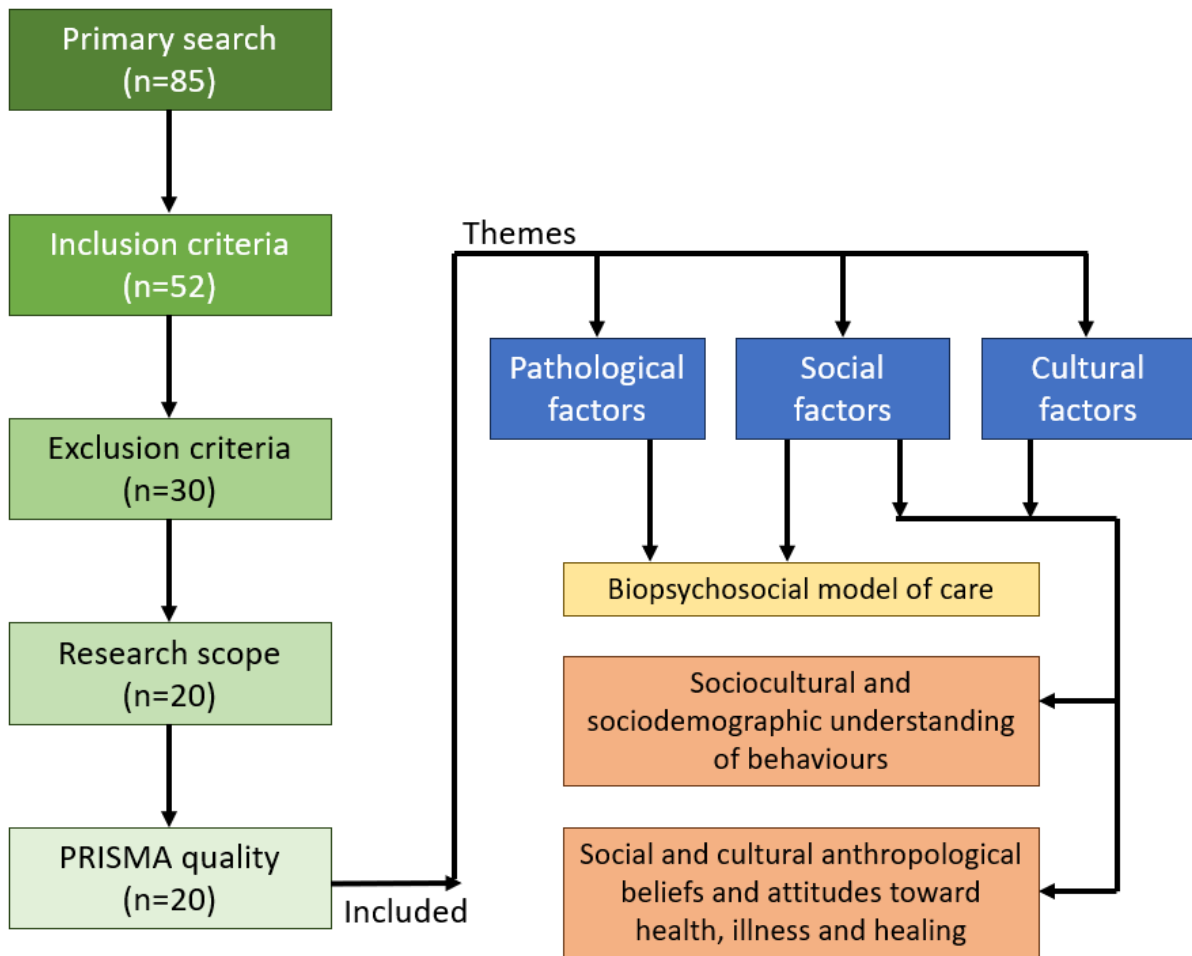 Primary search
(n=85)
Inclusion criteria
(n=52)
Exclusion criteria
(n=30)
Research scope
(n=20)
PRISMA quality
(n=20)
Included
Themes
Pathological
factors
Social
factors
Cultural
factors
Biopsychosocial model of care
Sociocultural and
sociodemographic understanding
of behaviours
Social and cultural anthropological
beliefs and attitudes toward
health, illness and healing